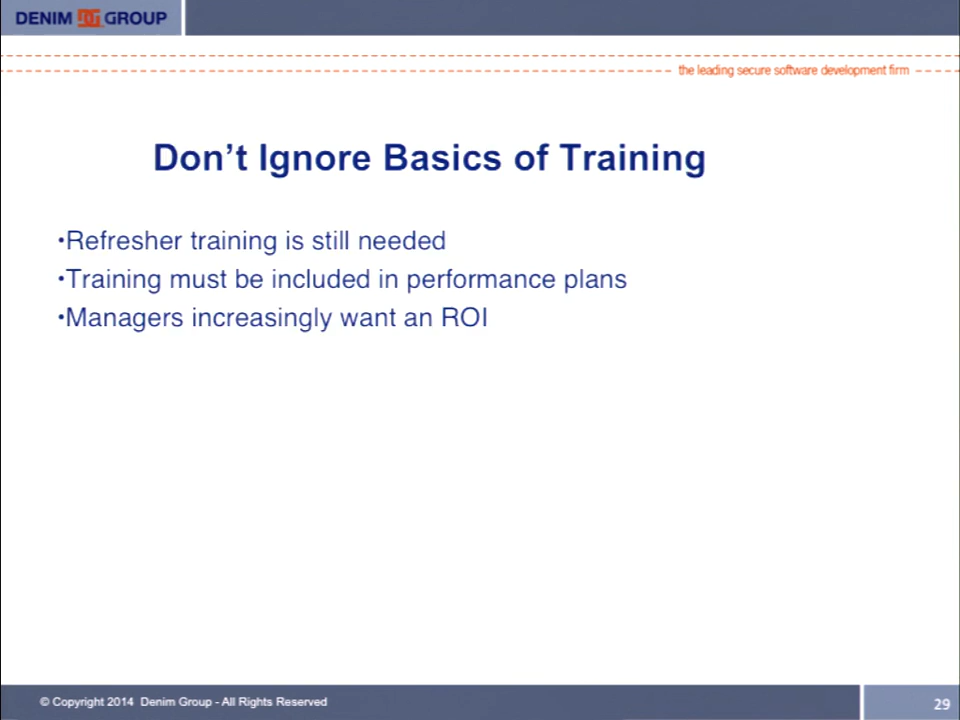 DENIM DG GROUP
the leading secure software development firm
Don't Ignore Basics of Training
•Refresher training is still needed
•Training must be included in performance plans
•Managers increasingly want an ROI
© Copyright 2014 Denim Group - All Rights Reserved
29